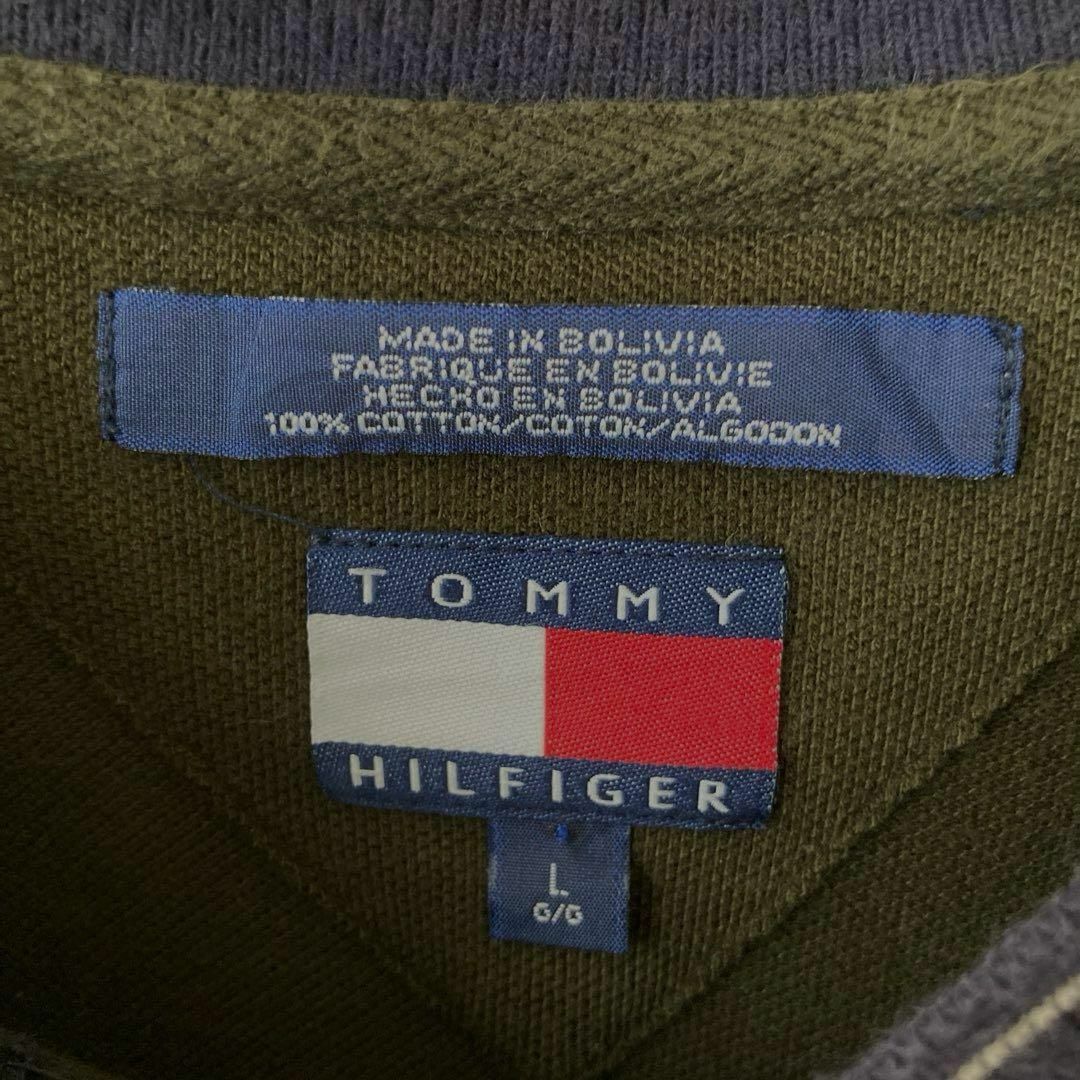 MADE IN BOLIVIA
FABRIQUE EN BOLIVIE
HECHO EN BOLIVIA
100% COTTON/COTON/ALGODON
TOMMY
HILFIGER
L
G/G